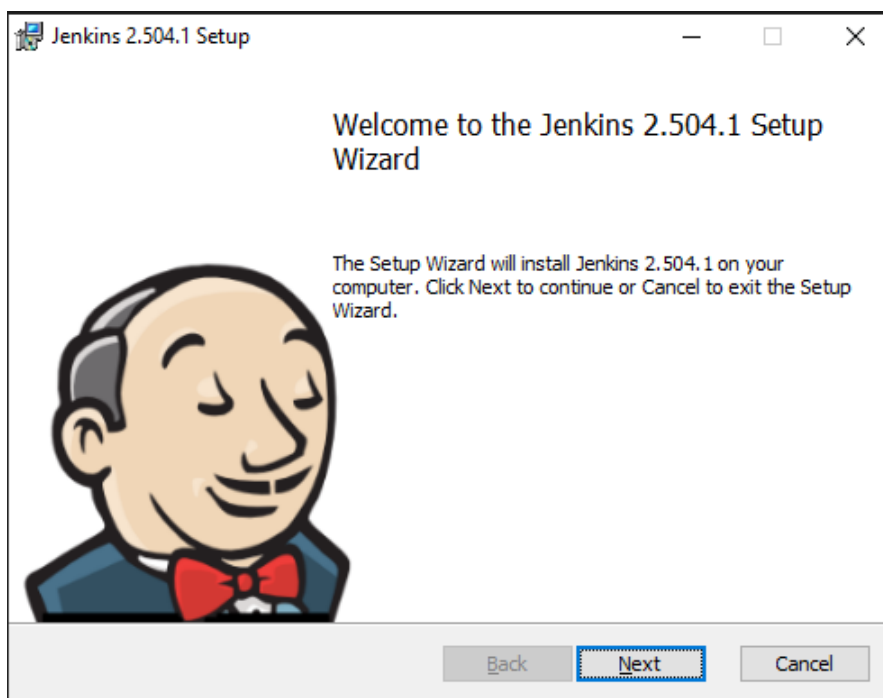 Jenkins 2.504.1 Setup
Welcome to the Jenkins 2.504.1 Setup
Wizard
The Setup Wizard will install Jenkins 2.504.1 on your
computer. Click Next to continue or Cancel to exit the Setup
Wizard.
Back Next Cancel